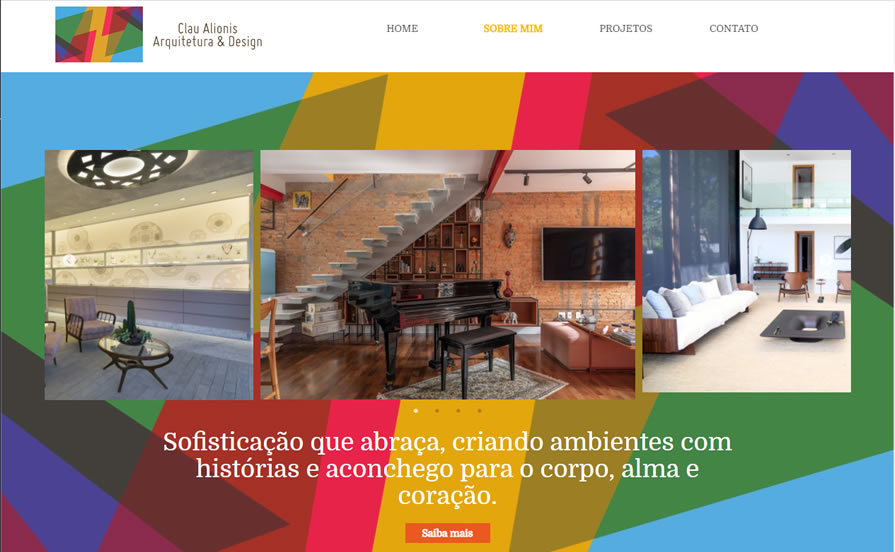 Clau Alionis
Arquitetura & Design
HOME
SOBRE MIM
PROJETOS
CONTATO
Sofisticação que abraça, criando ambientes com
histórias e aconchego para o corpo, alma e
coração.
Saiba mais